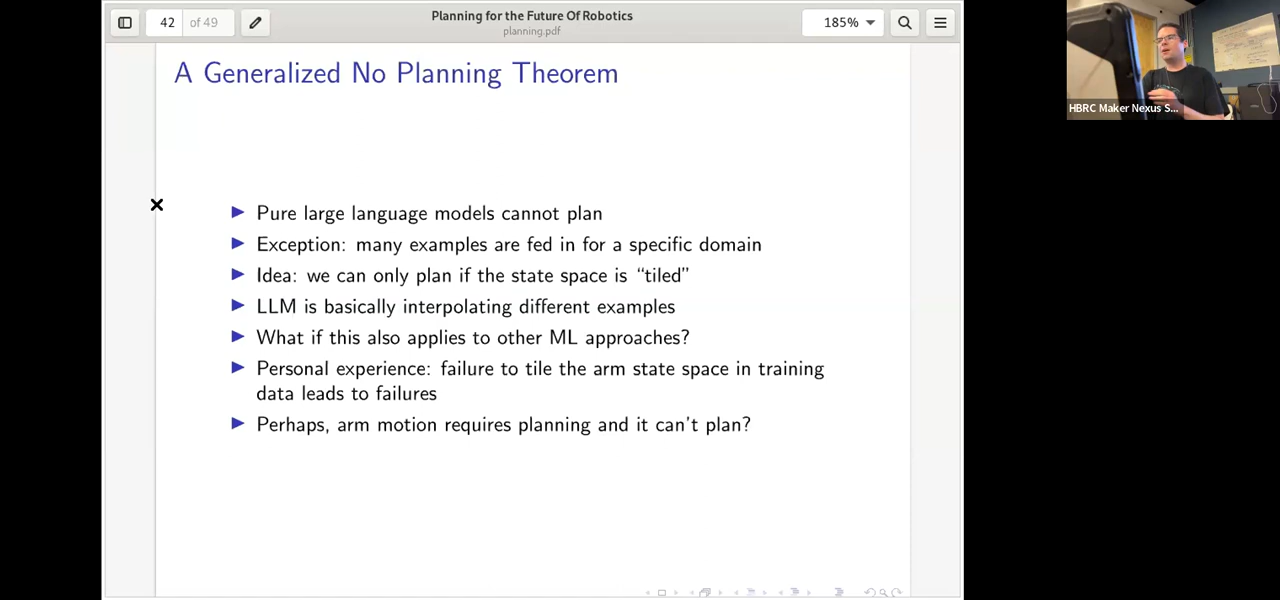 42 of 49
Planning for the Future Of Robotics
planning.pdf
185%
A Generalized No Planning Theorem
Pure large language models cannot plan
Exception: many examples are fed in for a specific domain
Idea: we can only plan if the state space is “tiled”
LLM is basically interpolating different examples
What if this also applies to other ML approaches?
Personal experience: failure to tile the arm state space in training
data leads to failures
Perhaps, arm motion requires planning and it can't plan?
HBRC Maker Nexus S...